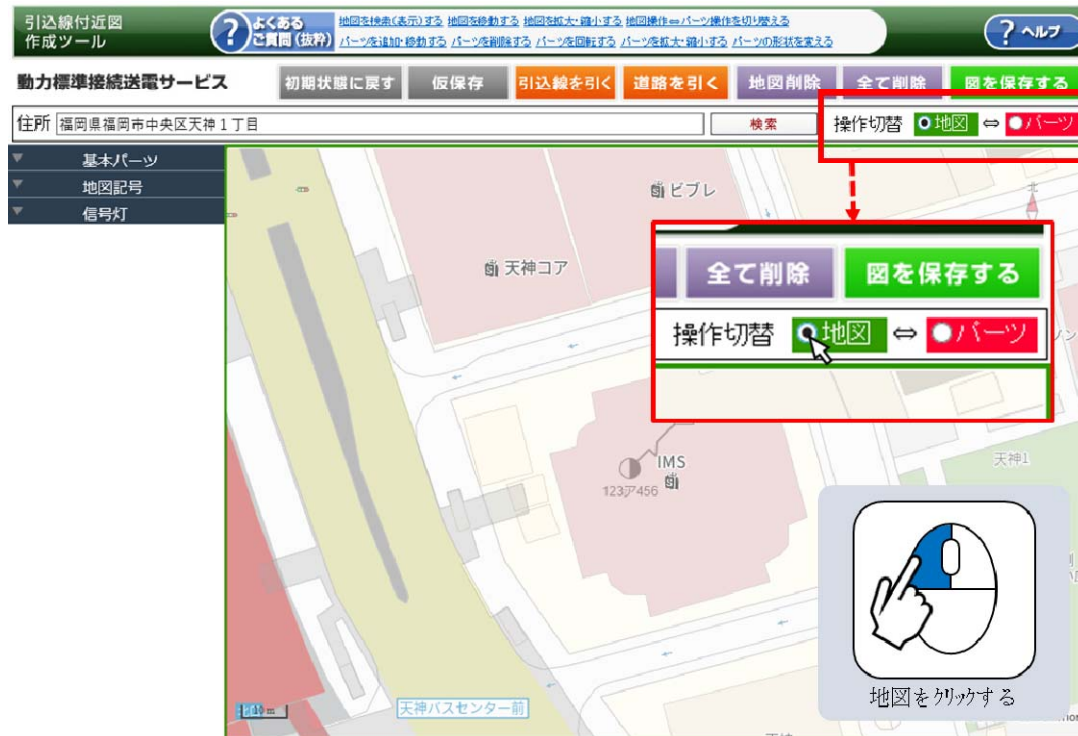 引込線付近図
作成ツール
?
よくある
ご質問(抜粋)
地図を検索(表示)する 地図を移動する 地図を拡大・縮小する 地図操作⇔パーツ操作を切り替える
パーツを追加・移動する パーツを削除する パーツを回転する パーツを拡大・縮小する パーツの形状を変える
? ヘルプ
動力標準接続送電サービス
初期状態に戻す
仮保存
引込線を引く
道路を引く
地図削除
全て削除
図を保存する
住所 福岡県福岡市中央区天神1丁目
検索
操作切替 地図 ⇔ パーツ
基本パーツ
地図記号
信号灯
ビブレ
北
天神コア
全て削除
図を保存する
操作切替 地図 ⇔ パーツ
IMS
123ア456
天神1
天神バスセンター前
地図をクリックする